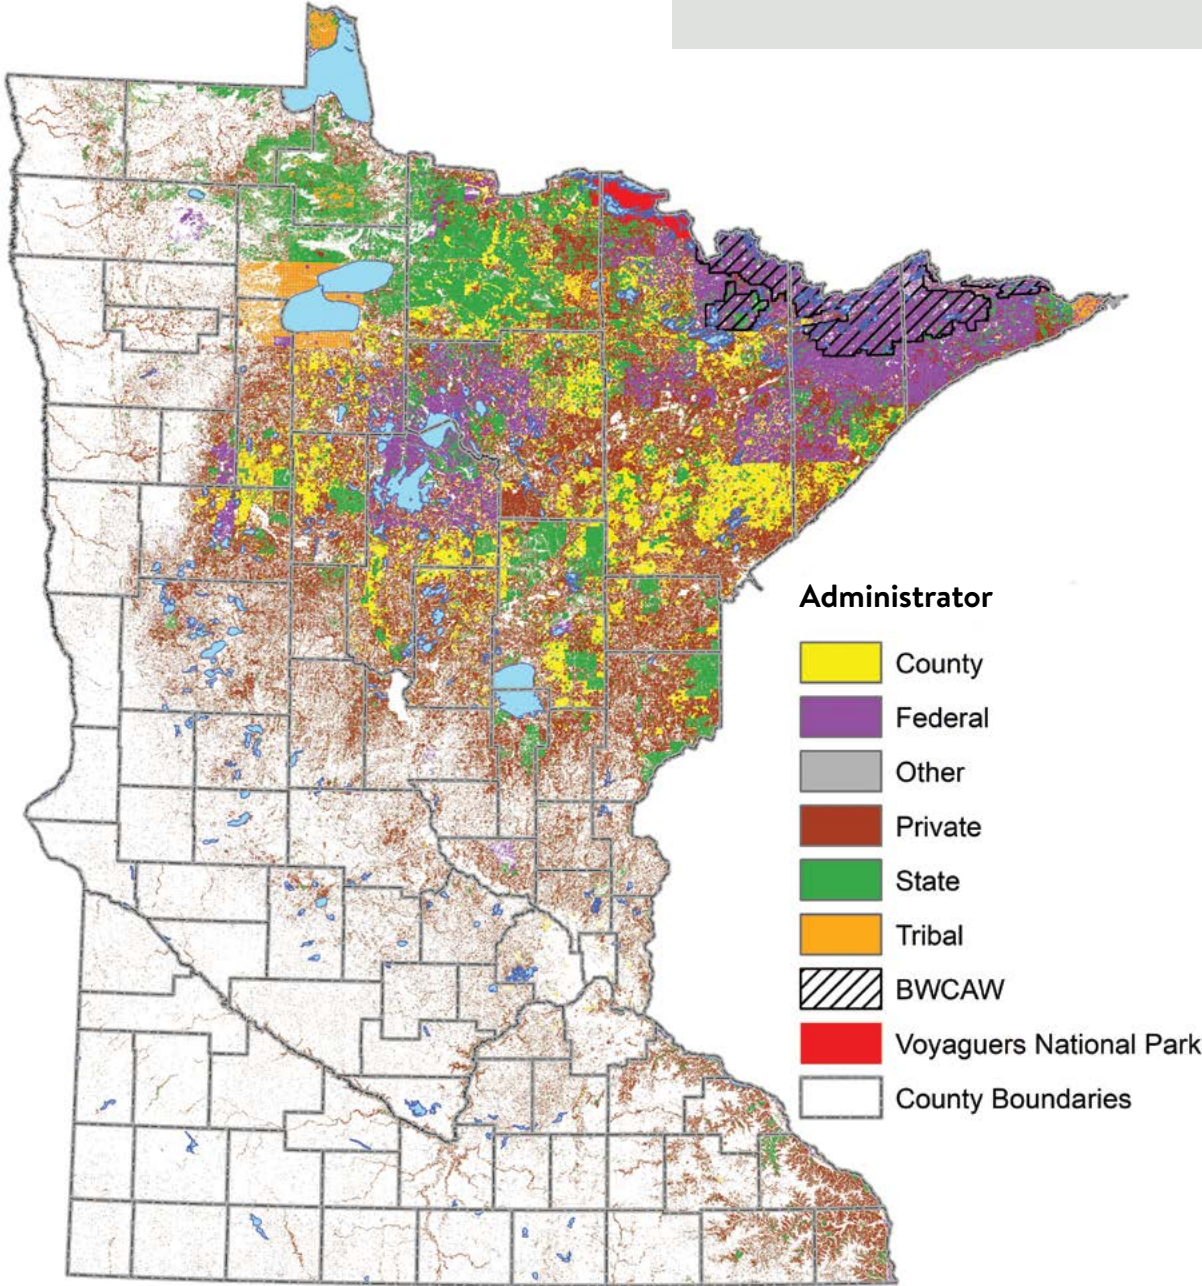 Administrator
County
Federal
Other
Private
State
Tribal
BWCAW
Voyaguers National Park
County Boundaries